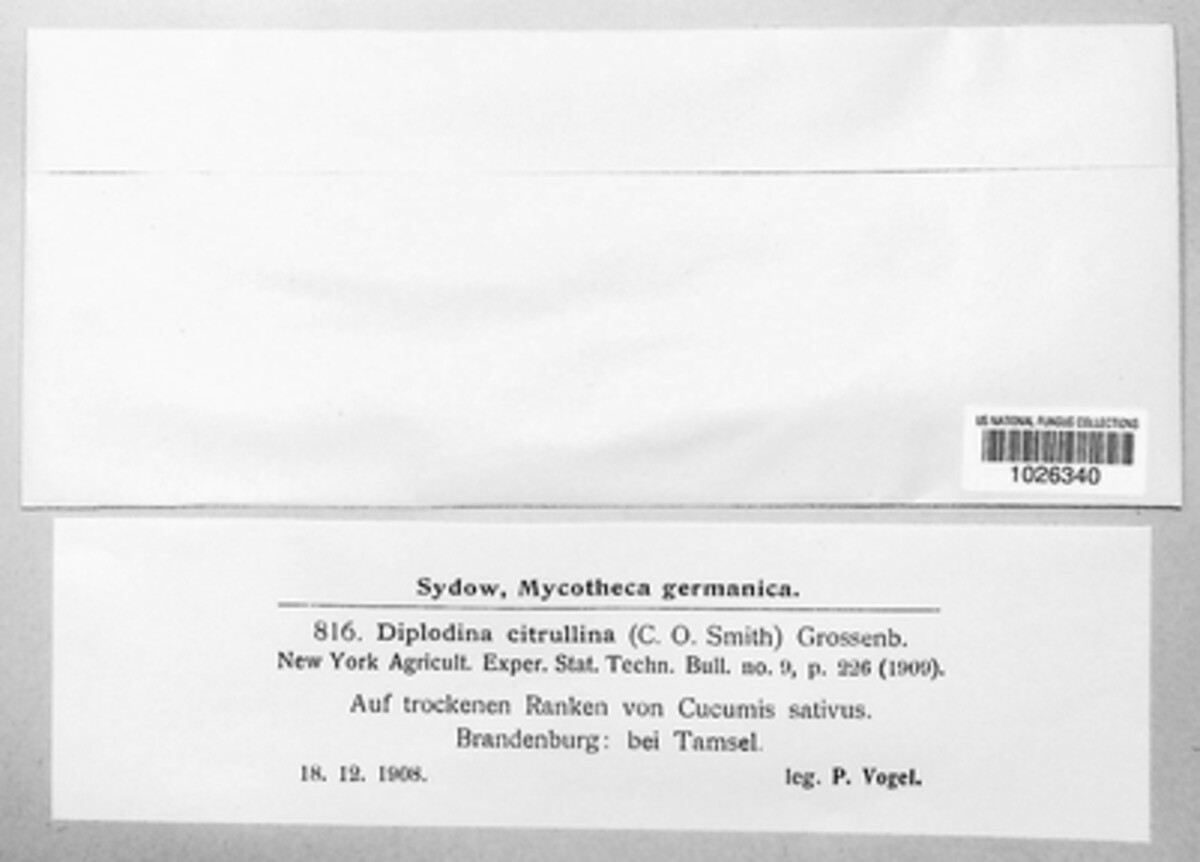 US NATIONAL FUNGUS COLLECTIONS
1026340
Sydow, Mycotheca germanica.
816. Diplodina citrullina (C. O. Smith) Grossenb.
New York Agricult. Exper. Stat. Techn. Bull. no. 9, p. 226 (1909).
Auf trockenen Ranken von Cucumis sativus.
Brandenburg: bei Tamsel.
18. 12. 1908. leg. P. Vogel.